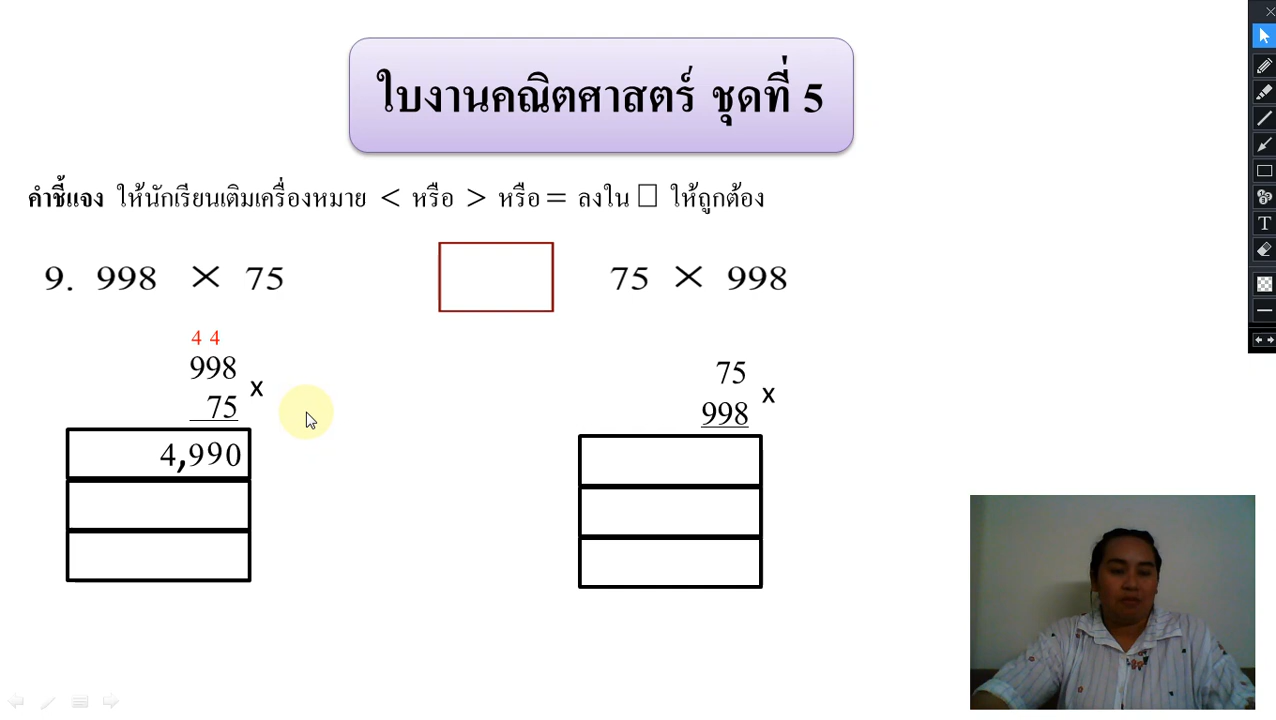 ใบงานคณิตศาสตร์ ชุดที่ 5
คำชี้แจง ให้นักเรียนเติมเครื่องหมาย < หรือ > หรือ = ลงใน □ ให้ถูกต้อง
9. 998 × 75 75 × 998
4 4
998
x
75
4,990
75
x
998